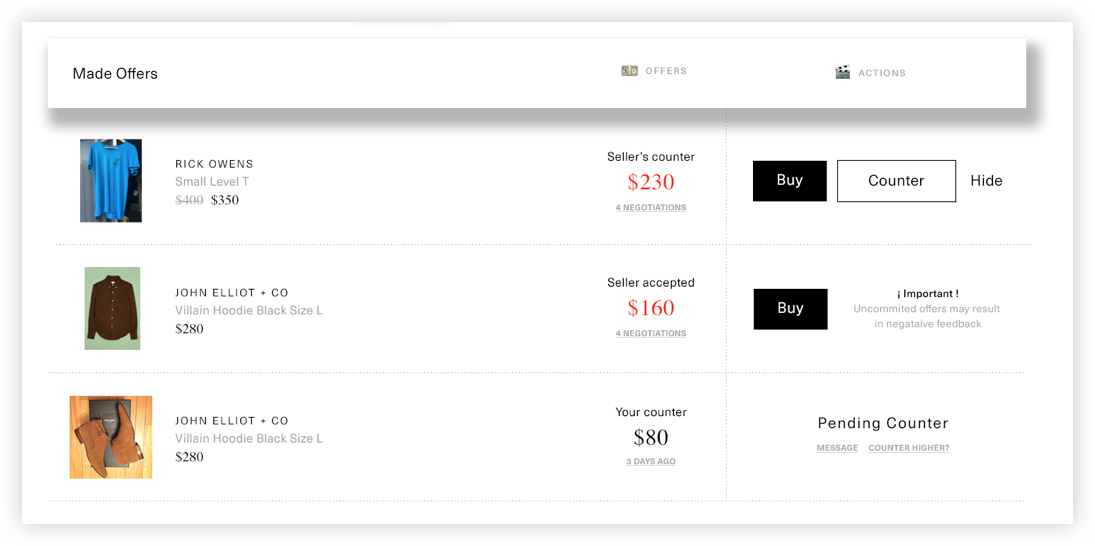 Made Offers
OFFERS
ACTIONS
RICK OWENS
Small Level T
$400 $350
Seller's counter
$230
4 NEGOTIATIONS
Buy
Counter
Hide
JOHN ELLIOT + CO
Villain Hoodie Black Size L
$280
Seller accepted
$160
4 NEGOTIATIONS
Buy
¡ Important !
Uncommited offers may result
in negataive feedback
JOHN ELLIOT + CO
Villain Hoodie Black Size L
$280
Your counter
$80
3 DAYS AGO
Pending Counter
MESSAGE COUNTER HIGHER?